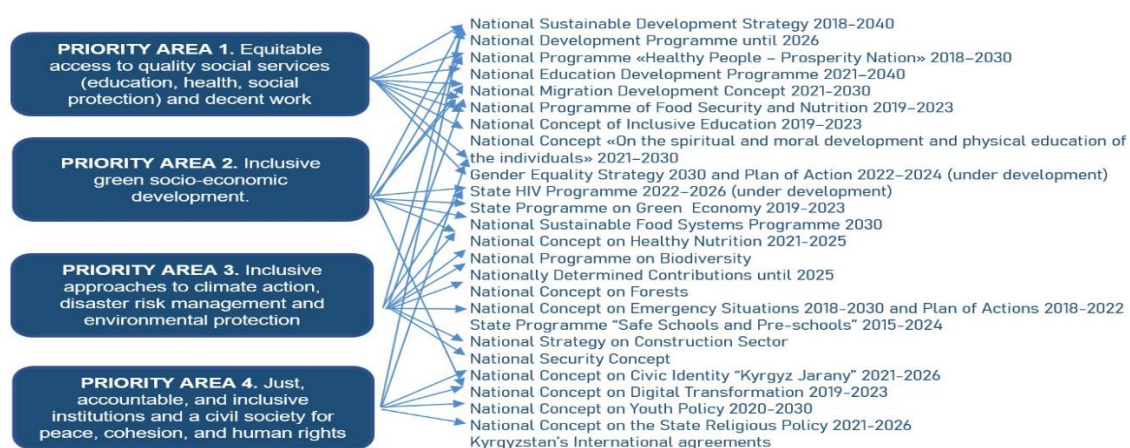 PRIORITY AREA 1. Equitable
access to quality social services
(education, health, social
protection) and decent work
PRIORITY AREA 2. Inclusive
green socio-economic
development.
PRIORITY AREA 3. Inclusive
approaches to climate action,
disaster risk management and
environmental protection
PRIORITY AREA 4. Just,
accountable, and inclusive
institutions and a civil society for
peace, cohesion, and human rights
National Sustainable Development Strategy 2018-2040
National Development Programme until 2026
National Programme «Healthy People – Prosperity Nation» 2018-2030
National Education Development Programme 2021-2040
National Migration Development Concept 2021-2030
National Programme of Food Security and Nutrition 2019–2023
National Concept of Inclusive Education 2019–2023
National Concept «On the spiritual and moral development and physical education of
the individuals» 2021–2030
Gender Equality Strategy 2030 and Plan of Action 2022-2024 (under development)
State HIV Programme 2022-2026 (under development)
State Programme on Green Economy 2019-2023
National Sustainable Food Systems Programme 2030
National Concept on Healthy Nutrition 2021-2025
National Programme on Biodiversity
Nationally Determined Contributions until 2025
National Concept on Forests
National Concept on Emergency Situations 2018-2030 and Plan of Actions 2018-2022
State Programme “Safe Schools and Pre-schools” 2015-2024
National Strategy on Construction Sector
National Security Concept
National Concept on Civic Identity “Kyrgyz Jarany” 2021-2026
National Concept on Digital Transformation 2019-2023
National Concept on Youth Policy 2020-2030
National Concept on the State Religious Policy 2021-2026
Kyrgyzstan's International agreements